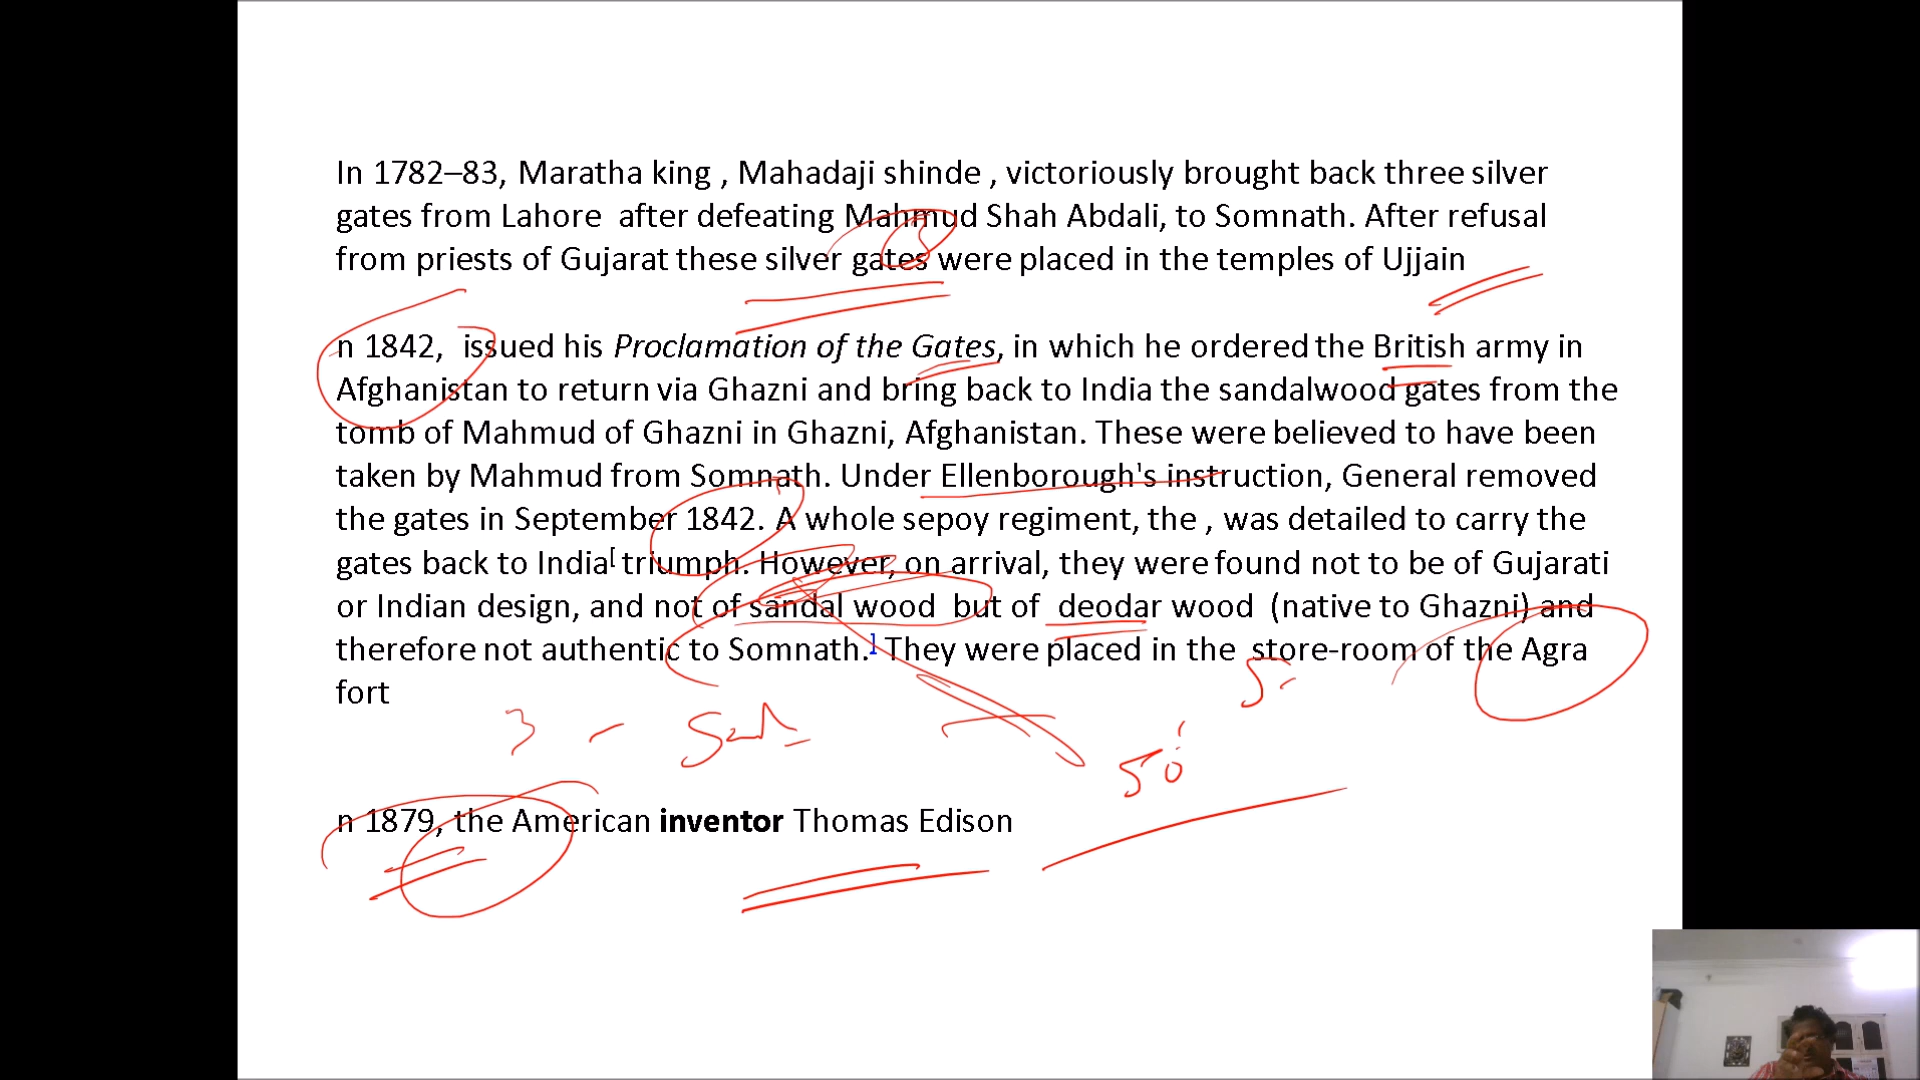 In 1782–83, Maratha king , Mahadaji shinde , victoriously brought back three silver
gates from Lahore after defeating Mahmud Shah Abdali, to Somnath. After refusal
from priests of Gujarat these silver gates were placed in the temples of Ujjain
n 1842, issued his Proclamation of the Gates, in which he ordered the British army in
Afghanistan to return via Ghazni and bring back to India the sandalwood gates from the
tomb of Mahmud of Ghazni in Ghazni, Afghanistan. These were believed to have been
taken by Mahmud from Somnath. Under Ellenborough's instruction, General removed
the gates in September 1842. A whole sepoy regiment, the , was detailed to carry the
gates back to India[ triumph. However, on arrival, they were found not to be of Gujarati
or Indian design, and not of sandal wood but of deodar wood (native to Ghazni) and
therefore not authentic to Somnath.] They were placed in the store-room of the Agra
fort
n 1879, the American inventor Thomas Edison